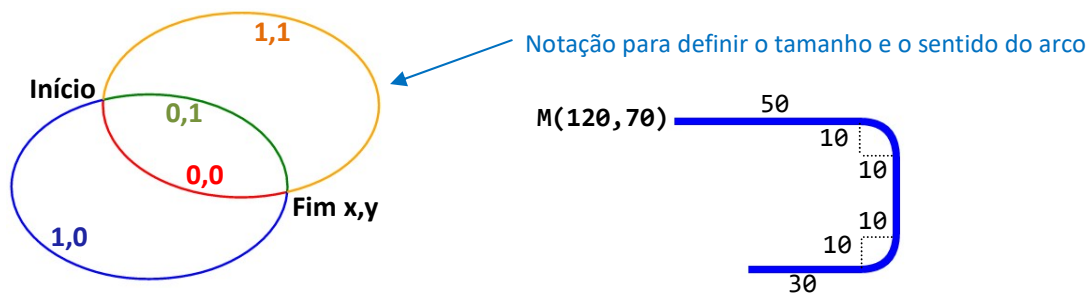 1,1
Notação para definir o tamanho e o sentido do arco
Início
0,1
0,0
Fim x,y
1,0
M(120,70)
50
10
10
10
10
30